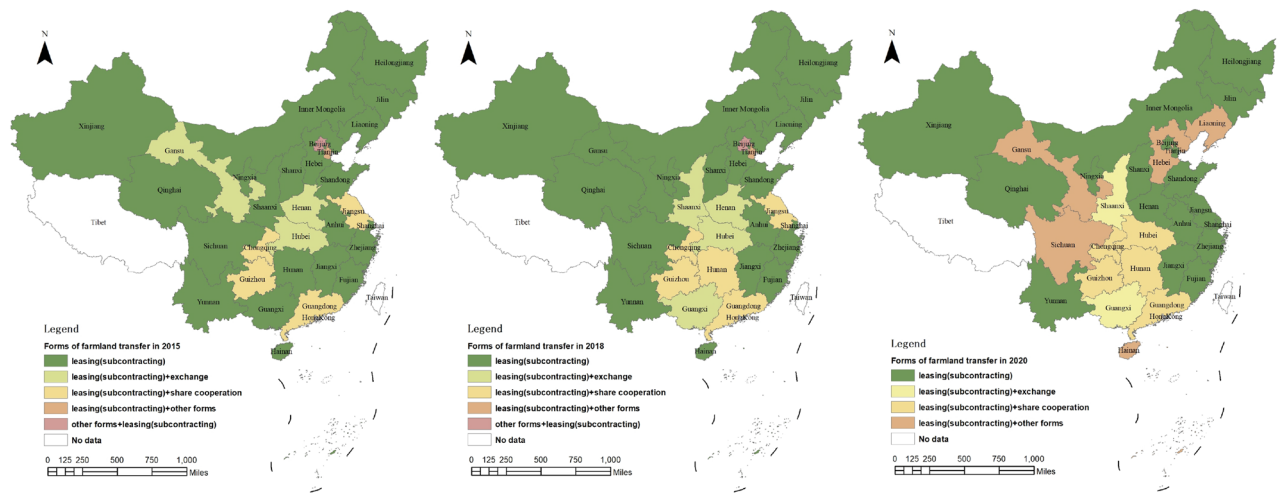 N
Heilongjiang
Jilin
Liaoning
Inner Mongolia
Xinjiang
Beijing
Tianjin
Gansu
Hebei
Shanxi
Ningxia
Shandong
Qinghai
Shaanxi
Henan
Jiangsu
Tibet
Anhui
Shanghai
Hubei
Sichuan
Chongqing
Zhejiang
Hunan
Jiangxi
Guizhou
Fujian
Yunnan
Guangxi
Guangdong
HongKong
Taiwan
Hainan
Legend
Forms of farmland transfer in 2015
leasing(subcontracting)
leasing(subcontracting)+exchange
leasing(subcontracting)+share cooperation
leasing(subcontracting)+other forms
other forms+leasing(subcontracting)
No data
0 125 250 500 750 1,000
Miles
N
Heilongjiang
Jilin
Liaoning
Inner Mongolia
Xinjiang
Beijing
Tianjin
Gansu
Hebei
Shanxi
Ningxia
Shandong
Qinghai
Shaanxi
Henan
Jiangsu
Tibet
Anhui
Shanghai
Hubei
Sichuan
Chongqing
Zhejiang
Hunan
Jiangxi
Guizhou
Fujian
Yunnan
Guangxi
Guangdong
HongKong
Taiwan
Hainan
Legend
Forms of farmland transfer in 2018
leasing(subcontracting)
leasing(subcontracting)+exchange
leasing(subcontracting)+share cooperation
leasing(subcontracting)+other forms
other forms+leasing(subcontracting)
No data
0 125 250 500 750 1,000
Miles
N
Heilongjiang
Jilin
Liaoning
Inner Mongolia
Xinjiang
Beijing
Tianjin
Gansu
Hebei
Shanxi
Ningxia
Shandong
Qinghai
Shaanxi
Henan
Jiangsu
Tibet
Anhui
Shanghai
Hubei
Sichuan
Chongqing
Zhejiang
Hunan
Jiangxi
Guizhou
Fujian
Yunnan
Guangxi
Guangdong
HongKong
Taiwan
Hainan
Legend
Forms of farmland transfer in 2020
leasing(subcontracting)
leasing(subcontracting)+exchange
leasing(subcontracting)+share cooperation
leasing(subcontracting)+other forms
No data
0 125 250 500 750 1,000
Miles